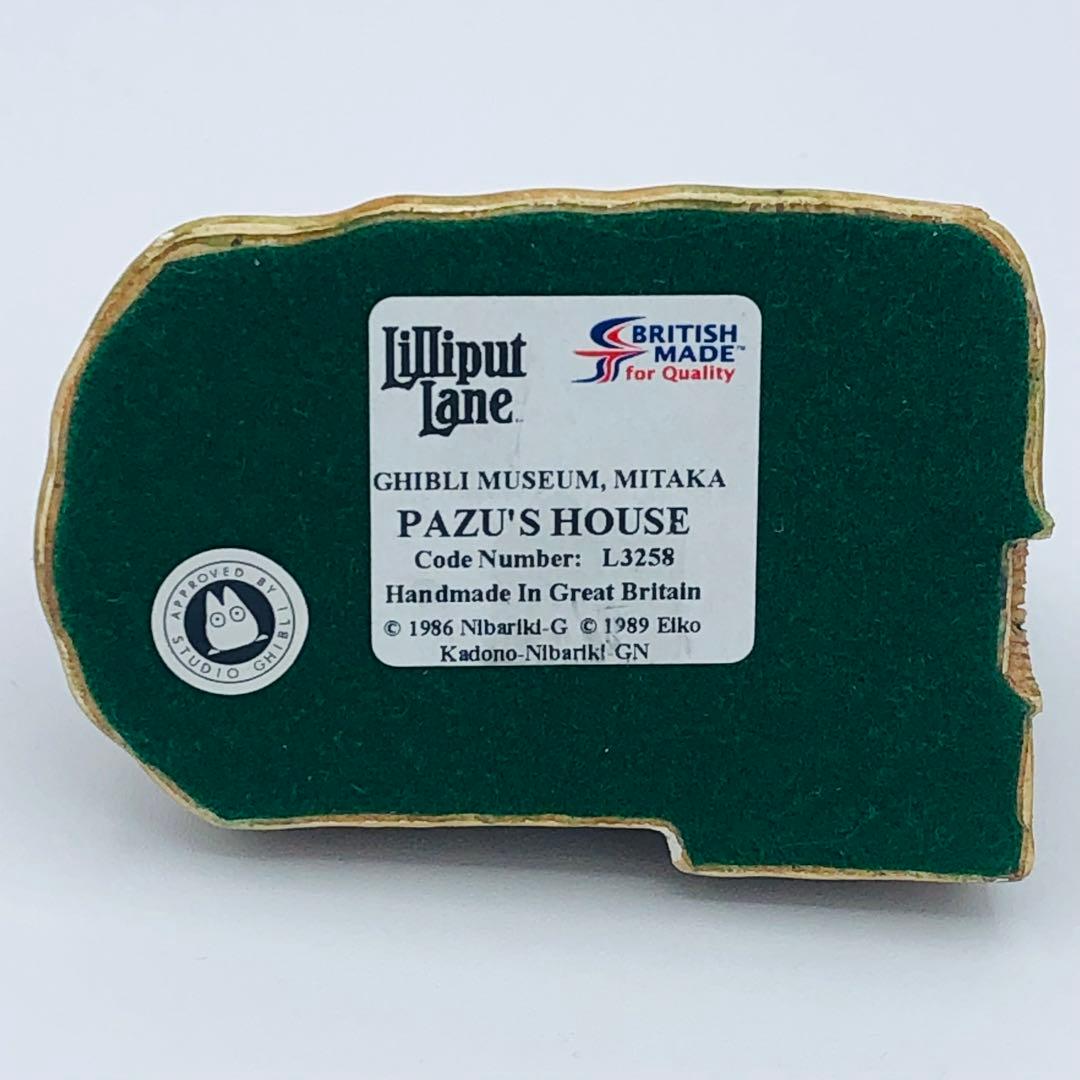 Lilliput
Lane
BRITISH
MADE™
for Quality
GHIBLI MUSEUM, MITAKA
PAZU'S HOUSE
Code Number: L3258
Handmade In Great Britain
© 1986 Nibariki-G © 1989 Eiko
Kadono-Nibariki-GN
APPROVED BY
STUDIO GHIBLI